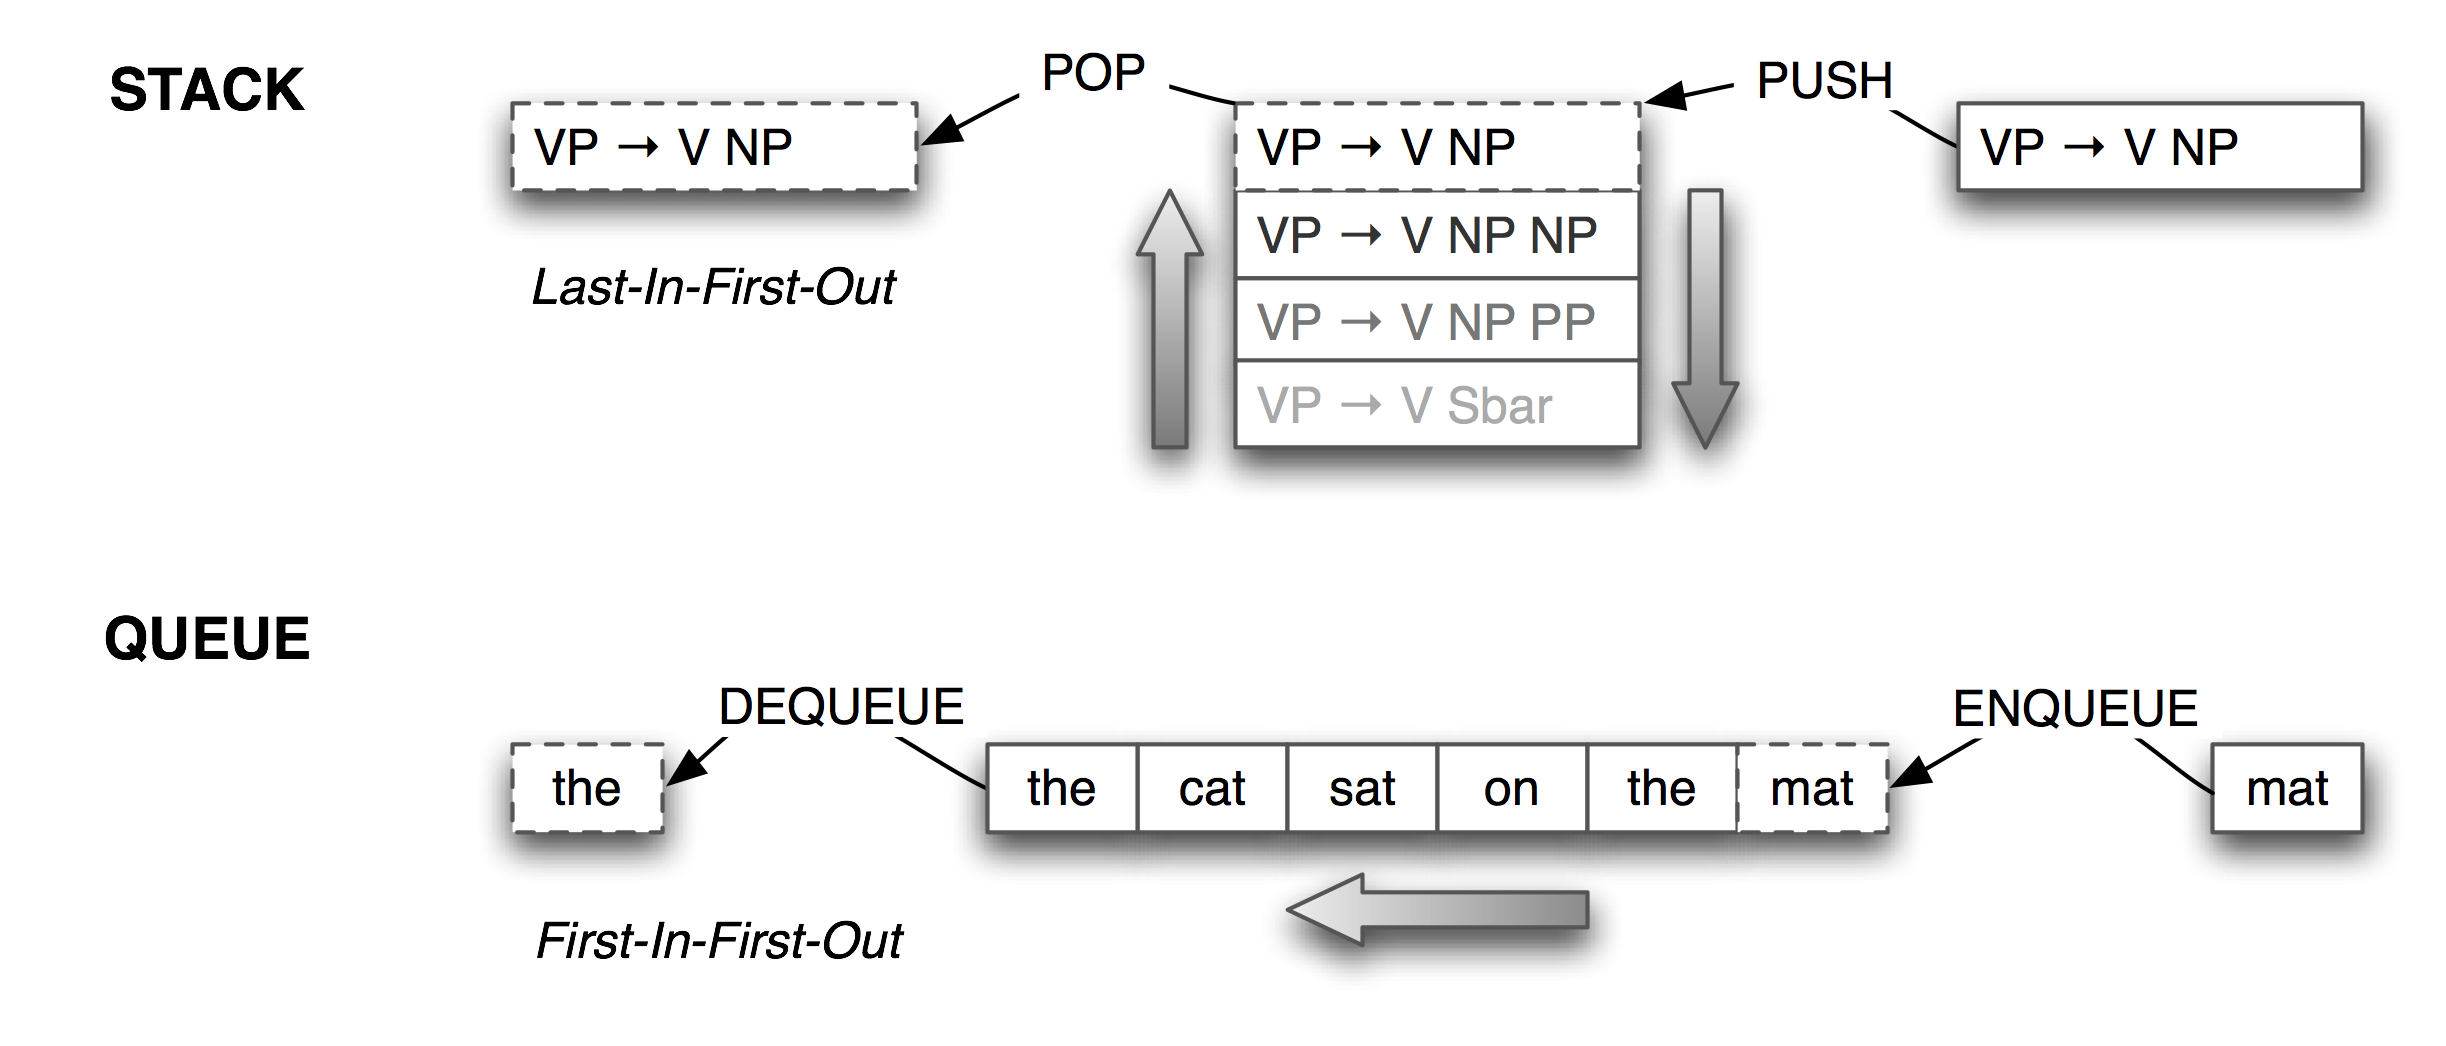 STACK
POP
PUSH
VP → V NP
VP → V NP
VP → V NP
VP → V NP NP
Last-In-First-Out
VP → V NP PP
VP → V Sbar
QUEUE
DEQUEUE
ENQUEUE
the
the cat sat on the mat
mat
First-In-First-Out